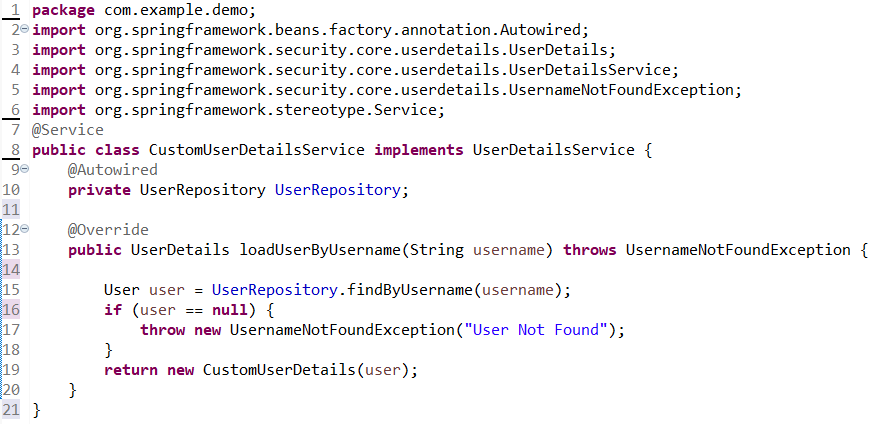 1 package com.example.demo;
2 import org.springframework.beans.factory.annotation.Autowired;
3 import org.springframework.security.core.userdetails.UserDetails;
4 import org.springframework.security.core.userdetails.UserDetailsService;
5 import org.springframework.security.core.userdetails.UsernameNotFoundException;
6 import org.springframework.stereotype.Service;
7 @Service
8 public class CustomUserDetailsService implements UserDetailsService {
9     @Autowired
10     private UserRepository UserRepository;
11
12     @Override
13     public UserDetails loadUserByUsername(String username) throws UsernameNotFoundException {
14
15         User user = UserRepository.findByUsername(username);
16         if (user == null) {
17             throw new UsernameNotFoundException("User Not Found");
18         }
19         return new CustomUserDetails(user);
20     }
21 }